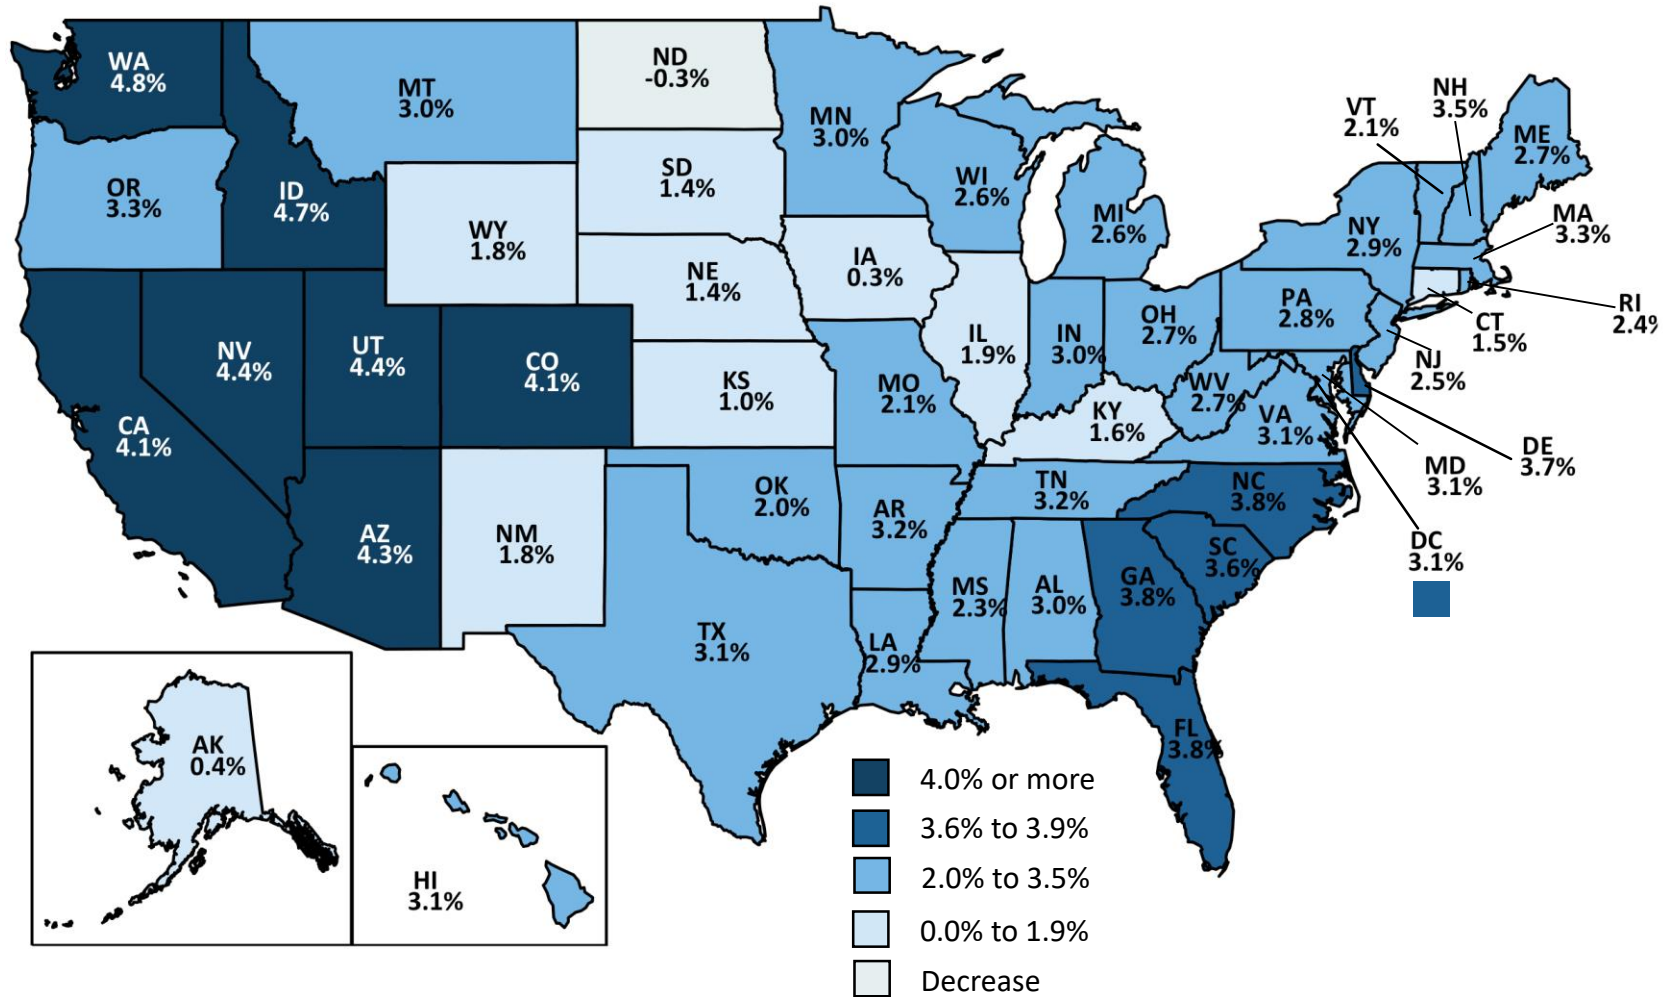 WA
4.8%
MT
3.0%
ND
-0.3%
MN
3.0%
OR
3.3%
ID
4.7%
WY
1.8%
SD
1.4%
WI
2.6%
MI
2.6%
VT
2.1%
NH
3.5%
ME
2.7%
NY
2.9%
MA
3.3%
RI
2.4%
CT
1.5%
NJ
2.5%
PA
2.8%
NE
1.4%
IA
0.3%
NV
4.4%
UT
4.4%
CO
4.1%
KS
1.0%
MO
2.1%
IL
1.9%
IN
3.0%
OH
2.7%
WV
2.7%
VA
3.1%
KY
1.6%
CA
4.1%
DE
3.7%
MD
3.1%
DC
3.1%
AZ
4.3%
NM
1.8%
OK
2.0%
AR
3.2%
TN
3.2%
NC
3.8%
SC
3.6%
GA
3.8%
AL
3.0%
MS
2.3%
LA
2.9%
TX
3.1%
FL
3.8%
AK
0.4%
HI
3.1%
4.0% or more
3.6% to 3.9%
2.0% to 3.5%
0.0% to 1.9%
Decrease